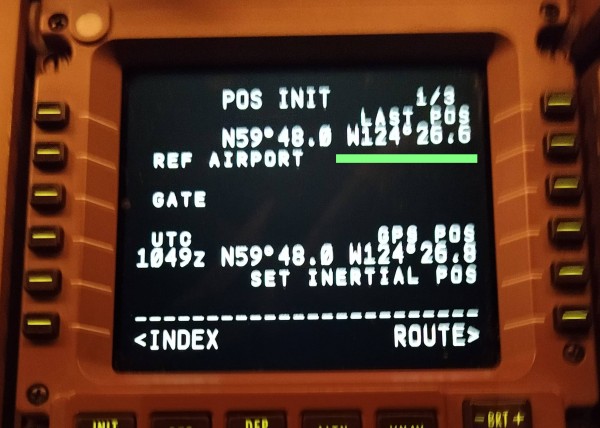 POS INIT 1/3
LAST POS
N59°48.0 W124°26.6
REF AIRPORT
GATE
UTC GPS POS
1049z N59°48.0 W124°26.8
SET INERTIAL POS
<INDEX ROUTE>
INIT DEP - BRT +